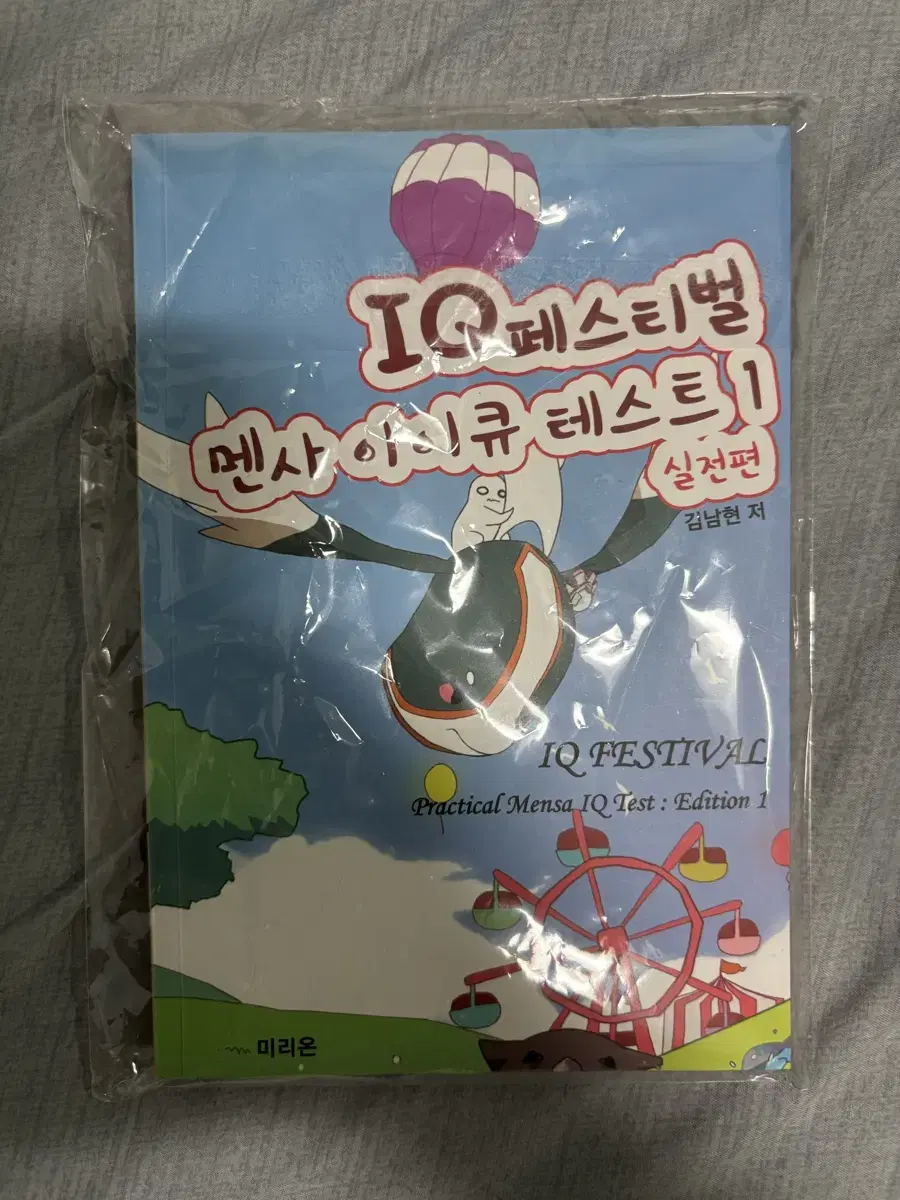 IQ 페스티벌
멘사 아이큐 테스트 1
실전편
김남현 저
IQ FESTIVAL
Practical Mensa IQ Test : Edition 1
미리온